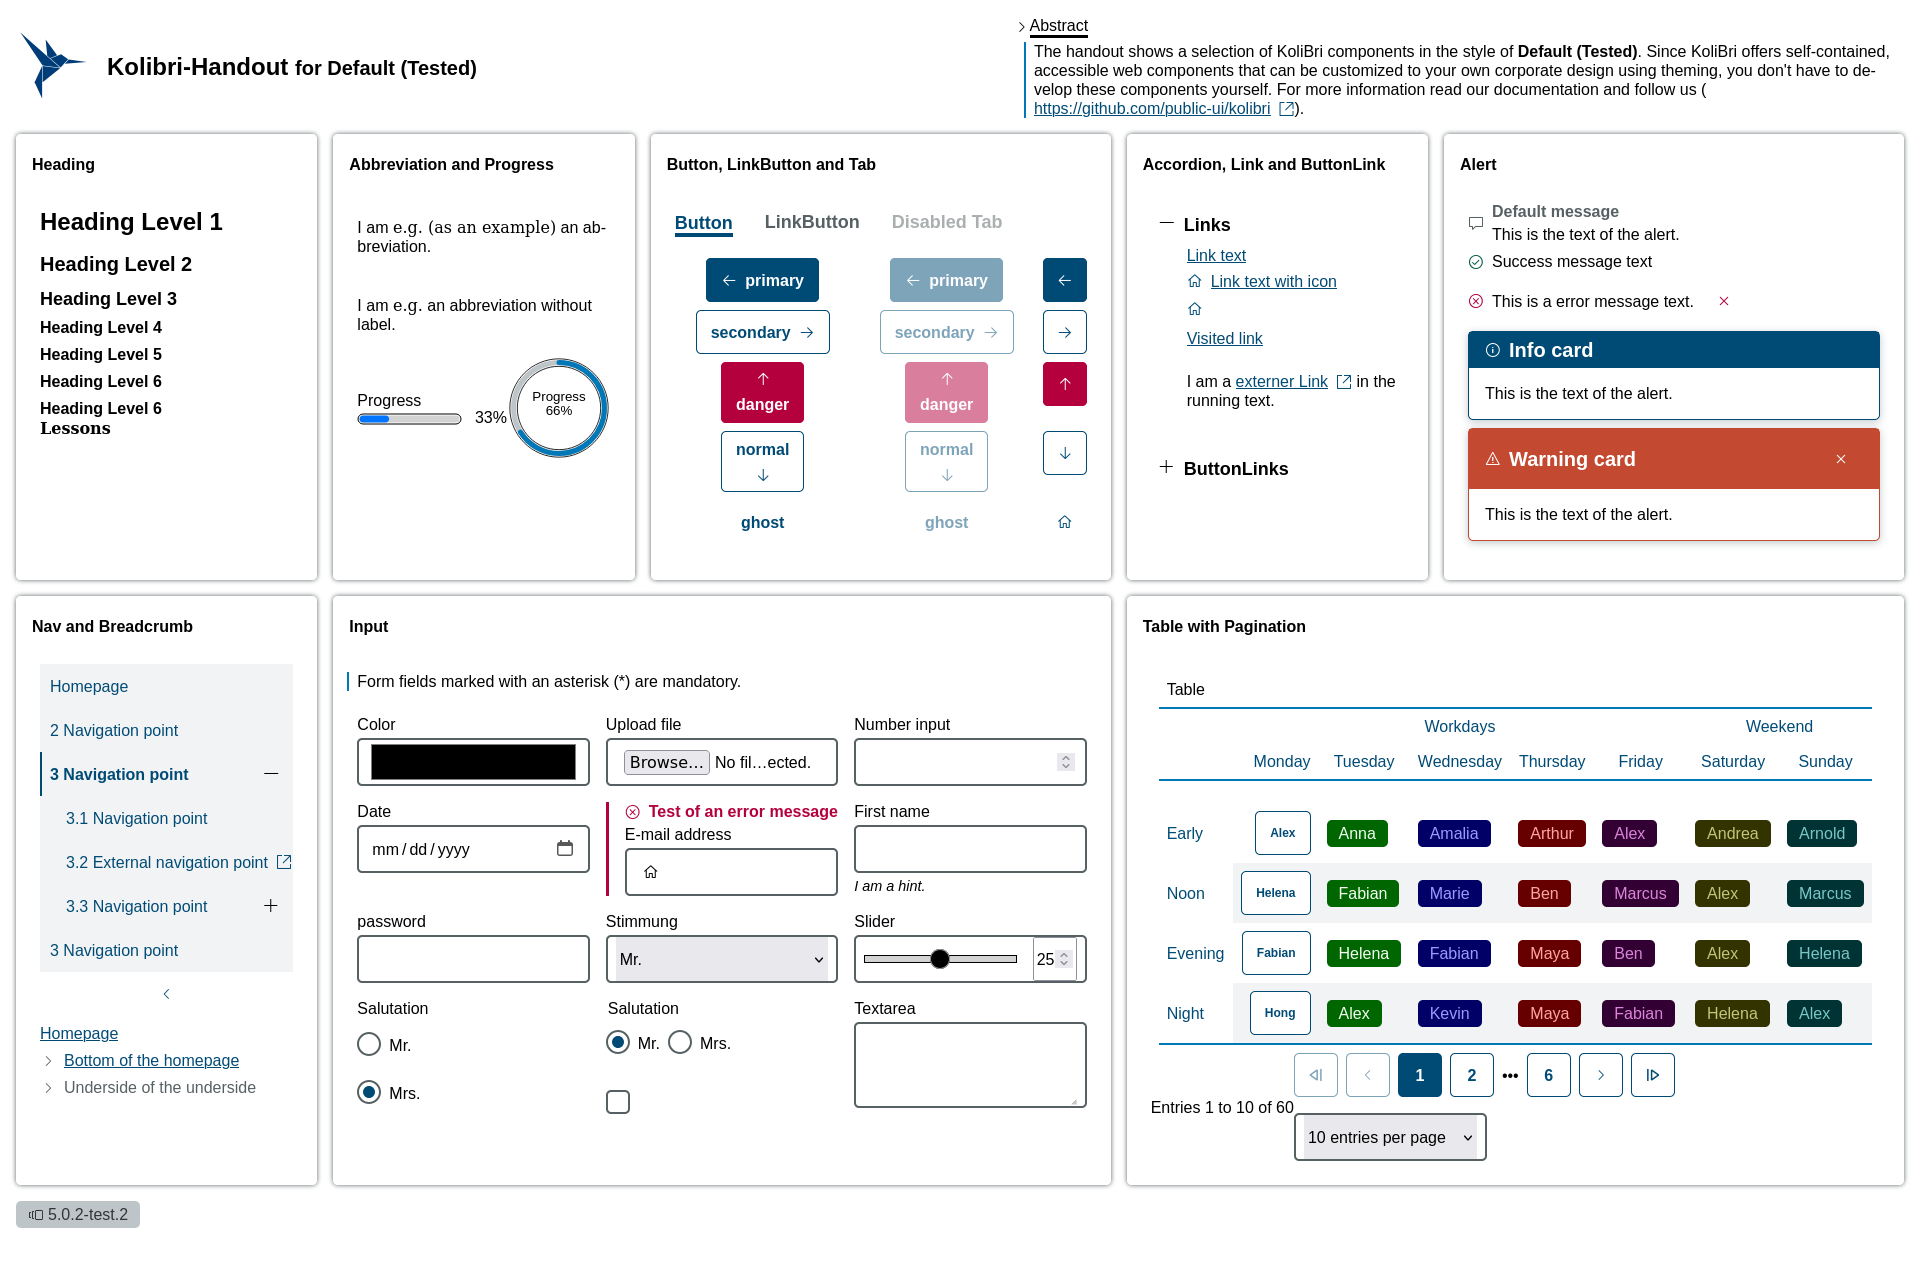 Kolibri-Handout for Default (Tested)
Abstract
The handout shows a selection of KoliBri components in the style of Default (Tested). Since KoliBri offers self-contained,
accessible web components that can be customized to your own corporate design using theming, you don't have to de-
velop these components yourself. For more information read our documentation and follow us (
https://github.com/public-ui/kolibri ).
Heading
Heading Level 1
Heading Level 2
Heading Level 3
Heading Level 4
Heading Level 5
Heading Level 6
Heading Level 6
Lessons
Abbreviation and Progress
I am e.g. (as an example) an ab-
breviation.
I am e.g. an abbreviation without
label.
Progress
33%
Progress
66%
Button, LinkButton and Tab
Button LinkButton Disabled Tab
primary primary
secondary secondary
danger danger
normal normal
ghost ghost
Accordion, Link and ButtonLink
Links
Link text
Link text with icon
Visited link
I am a externer Link in the
running text.
ButtonLinks
Alert
Default message
This is the text of the alert.
Success message text
This is a error message text.
Info card
This is the text of the alert.
Warning card
This is the text of the alert.
Nav and Breadcrumb
Homepage
2 Navigation point
3 Navigation point
3.1 Navigation point
3.2 External navigation point
3.3 Navigation point
3 Navigation point
Homepage
Bottom of the homepage
Underside of the underside
Input
Form fields marked with an asterisk (*) are mandatory.
Color
Upload file
Browse... No fil...ected.
Number input
Date
mm/dd/yyyy
Test of an error message
E-mail address
First name
I am a hint.
password
Stimmung
Mr.
Slider
25
Salutation
Mr.
Mrs.
Salutation
Mr. Mrs.
Textarea
Table with Pagination
Table
Workdays Weekend
Monday Tuesday Wednesday Thursday Friday Saturday Sunday
Early Alex Anna Amalia Arthur Alex Andrea Arnold
Noon Helena Fabian Marie Ben Marcus Alex Marcus
Evening Fabian Helena Fabian Maya Ben Alex Helena
Night Hong Alex Kevin Maya Fabian Helena Alex
1 2 ••• 6
Entries 1 to 10 of 60
10 entries per page
5.0.2-test.2